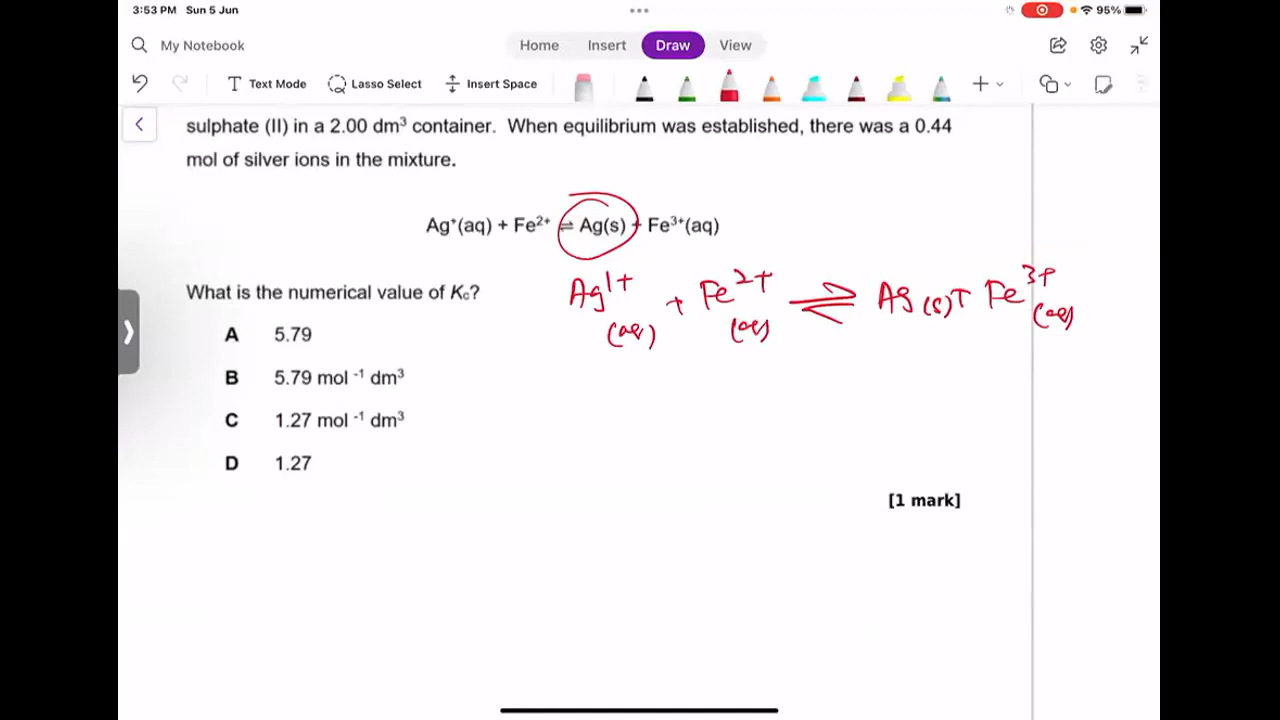 3:53 PM Sun 5 Jun
95%
My Notebook
Home Insert Draw View
Text Mode Lasso Select Insert Space
sulphate (II) in a 2.00 dm³ container. When equilibrium was established, there was a 0.44
mol of silver ions in the mixture.
Ag⁺(aq) + Fe²⁺ ⇌ Ag(s) + Fe³⁺(aq)
What is the numerical value of Kc?
Ag¹⁺(aq) + Fe²⁺(aq) ⇌ Ag(s) + Fe³⁺(aq)
A 5.79
B 5.79 mol ⁻¹ dm³
C 1.27 mol ⁻¹ dm³
D 1.27
[1 mark]